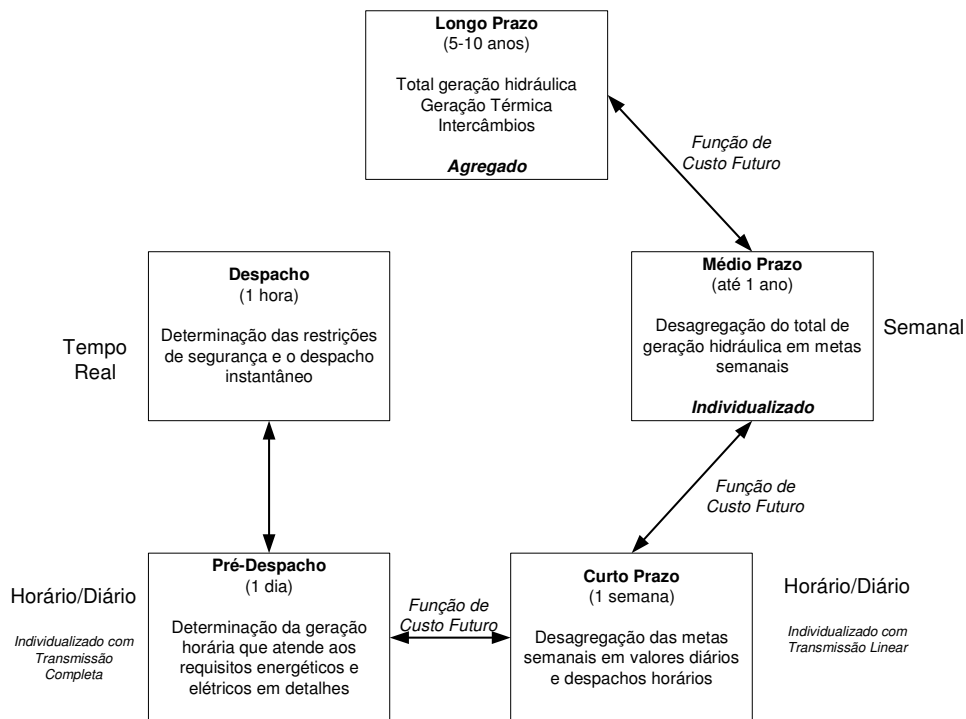 Longo Prazo
(5-10 anos)
Total geração hidráulica
Geração Térmica
Intercâmbios
Agregado
Função de
Custo Futuro
Despacho
(1 hora)
Determinação das restrições
de segurança e o despacho
instantâneo
Tempo
Real
Médio Prazo
(até 1 ano)
Desagregação do total de
geração hidráulica em metas
semanais
Individualizado
Semanal
Função de
Custo Futuro
Pré-Despacho
(1 dia)
Determinação da geração
horária que atende aos
requisitos energéticos e
elétricos em detalhes
Horário/Diário
Individualizado com
Transmissão
Completa
Função de
Custo Futuro
Curto Prazo
(1 semana)
Desagregação das metas
semanais em valores diários
e despachos horários
Horário/Diário
Individualizado com
Transmissão Linear